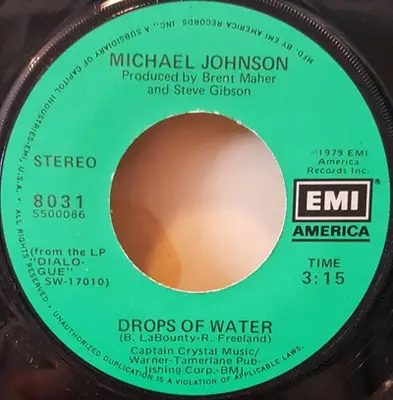 MFG. BY EMI AMERICA RECORDS, INC., A SUBSIDIARY OF CAPITOL INDUSTRIES-EMI, U.S.A. • ALL RIGHTS RESERVED • UNAUTHORIZED DUPLICATION IS A VIOLATION OF APPLICABLE LAWS.
MICHAEL JOHNSON
Produced by Brent Maher
and Steve Gibson
STEREO
8031
S500086
(from the LP
"DIALO-
GUE"
SW-17010)
℗1979 EMI
America
Records Inc.
EMI
AMERICA
TIME
3:15
DROPS OF WATER
(B. LaBounty-R. Freeland)
Captain Crystal Music/
Warner-Tamerlane Pub-
lishing Corp.-BMI